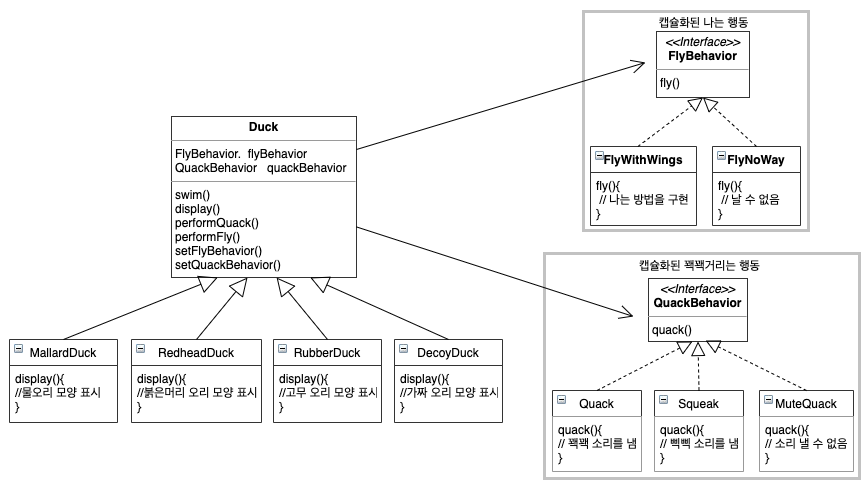 캡슐화된 나는 행동
<<Interface>>
FlyBehavior
fly()
FlyWithWings
fly(){
// 나는 방법을 구현
}
FlyNoWay
fly(){
// 날 수 없음
}
Duck
FlyBehavior. flyBehavior
QuackBehavior quackBehavior
swim()
display()
performQuack()
performFly()
setFlyBehavior()
setQuackBehavior()
캡슐화된 꽥꽥거리는 행동
<<Interface>>
QuackBehavior
quack()
MallardDuck
display(){
//물오리 모양 표시
}
RedheadDuck
display(){
//붉은머리 오리 모양 표시
}
RubberDuck
display(){
//고무 오리 모양 표시
}
DecoyDuck
display(){
//가짜 오리 모양 표시
}
Quack
quack(){
// 꽥꽥 소리를 냄
}
Squeak
quack(){
// 삑삑 소리를 냄
}
MuteQuack
quack(){
// 소리 낼 수 없음
}